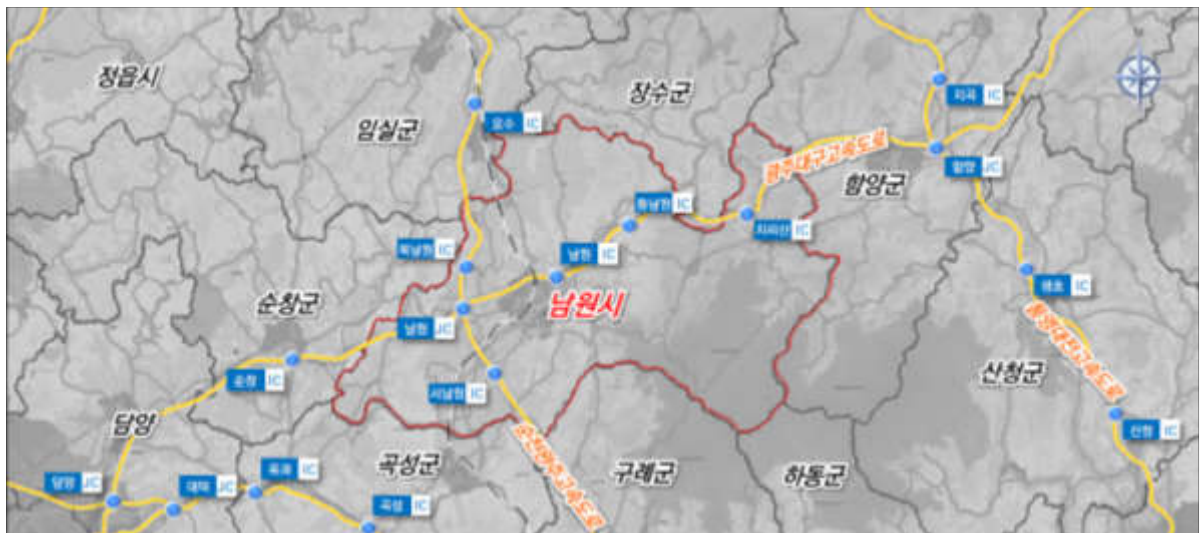 정읍시
임실군
장수군
지곡 IC
오수 IC
광주대구고속도로
함양군
함양 JC
동남원 IC
지리산 IC
북남원 IC
남원 IC
생초 IC
순창군
남원시
남원 JC
통영대전고속도로
산청군
순창 IC
서남원 IC
담양
산청 IC
순천완주고속도로
곡성군
구례군
하동군
담양 JC
대덕 JC
옥과 IC
곡성 IC